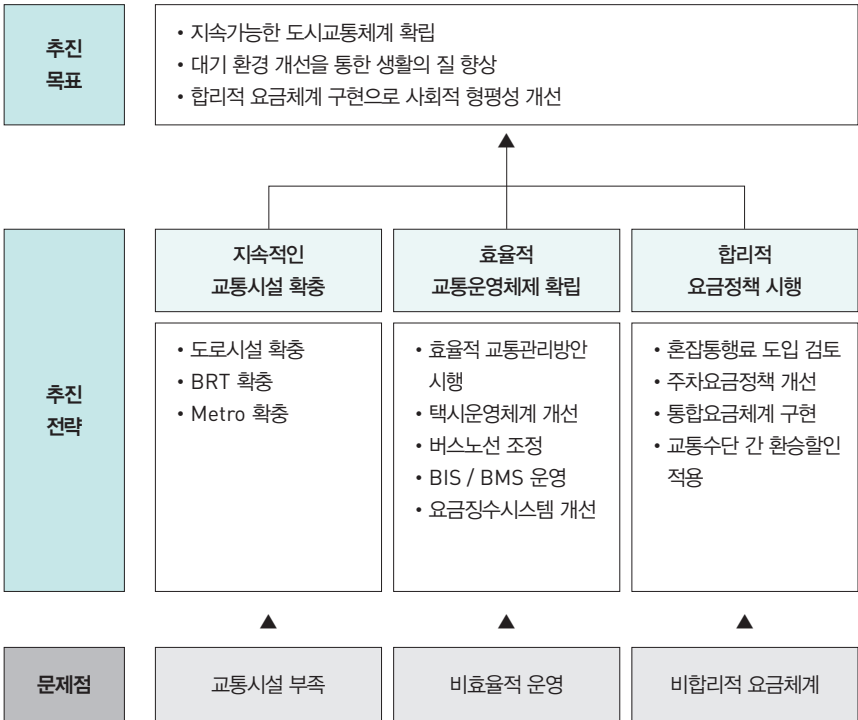 추진
목표
• 지속가능한 도시교통체계 확립
• 대기 환경 개선을 통한 생활의 질 향상
• 합리적 요금체계 구현으로 사회적 형평성 개선
추진
전략
지속적인
교통시설 확충
• 도로시설 확충
• BRT 확충
• Metro 확충
효율적
교통운영체제 확립
• 효율적 교통관리방안
시행
• 택시운영체계 개선
• 버스노선 조정
• BIS / BMS 운영
• 요금징수시스템 개선
합리적
요금정책 시행
• 혼잡통행료 도입 검토
• 주차요금정책 개선
• 통합요금체계 구현
• 교통수단 간 환승할인
적용
문제점
교통시설 부족
비효율적 운영
비합리적 요금체계